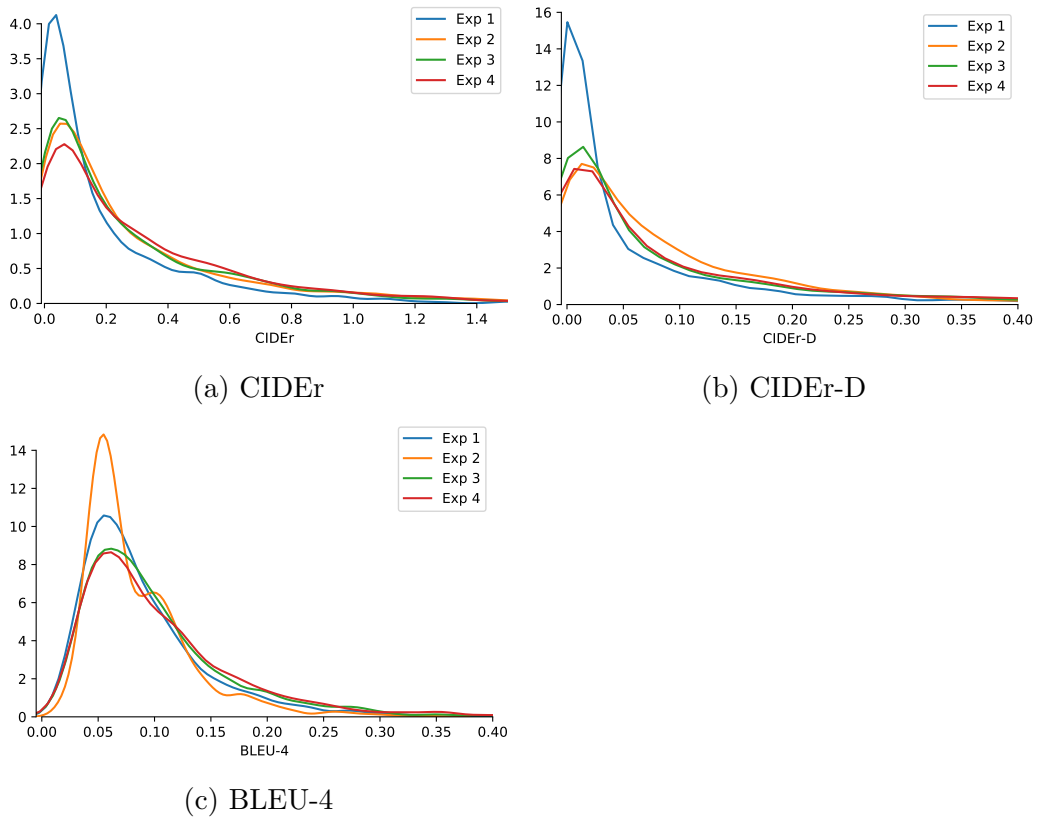 4.0
3.5
3.0
2.5
2.0
1.5
1.0
0.5
0.0
0.0 0.2 0.4 0.6 0.8 1.0 1.2 1.4
CIDEr
Exp 1
Exp 2
Exp 3
Exp 4
(a) CIDEr
16
14
12
10
8
6
4
2
0
0.00 0.05 0.10 0.15 0.20 0.25 0.30 0.35 0.40
CIDEr-D
Exp 1
Exp 2
Exp 3
Exp 4
(b) CIDEr-D
14
12
10
8
6
4
2
0
0.00 0.05 0.10 0.15 0.20 0.25 0.30 0.35 0.40
BLEU-4
Exp 1
Exp 2
Exp 3
Exp 4
(c) BLEU-4